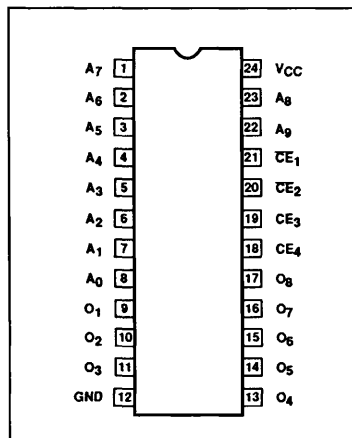 A7 1 24 VCC
A6 2 23 A8
A5 3 22 A9
A4 4 21 C̅E̅1
A3 5 20 C̅E̅2
A2 6 19 CE3
A1 7 18 CE4
A0 8 17 O8
O1 9 16 O7
O2 10 15 O6
O3 11 14 O5
GND 12 13 O4